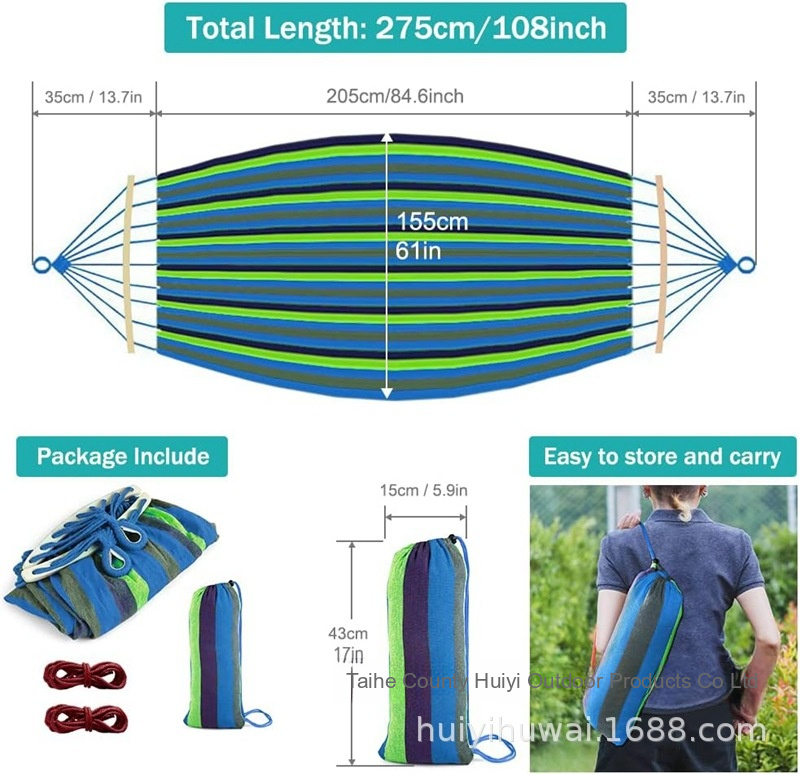 Total Length: 275cm/108inch
35cm / 13.7in
205cm/84.6inch
35cm / 13.7in
155cm
61in
Package Include
Easy to store and carry
15cm / 5.9in
43cm
17in
Taihe County Huiyi Outdoor Products Co Ltd
huiyihuwai.1688.com